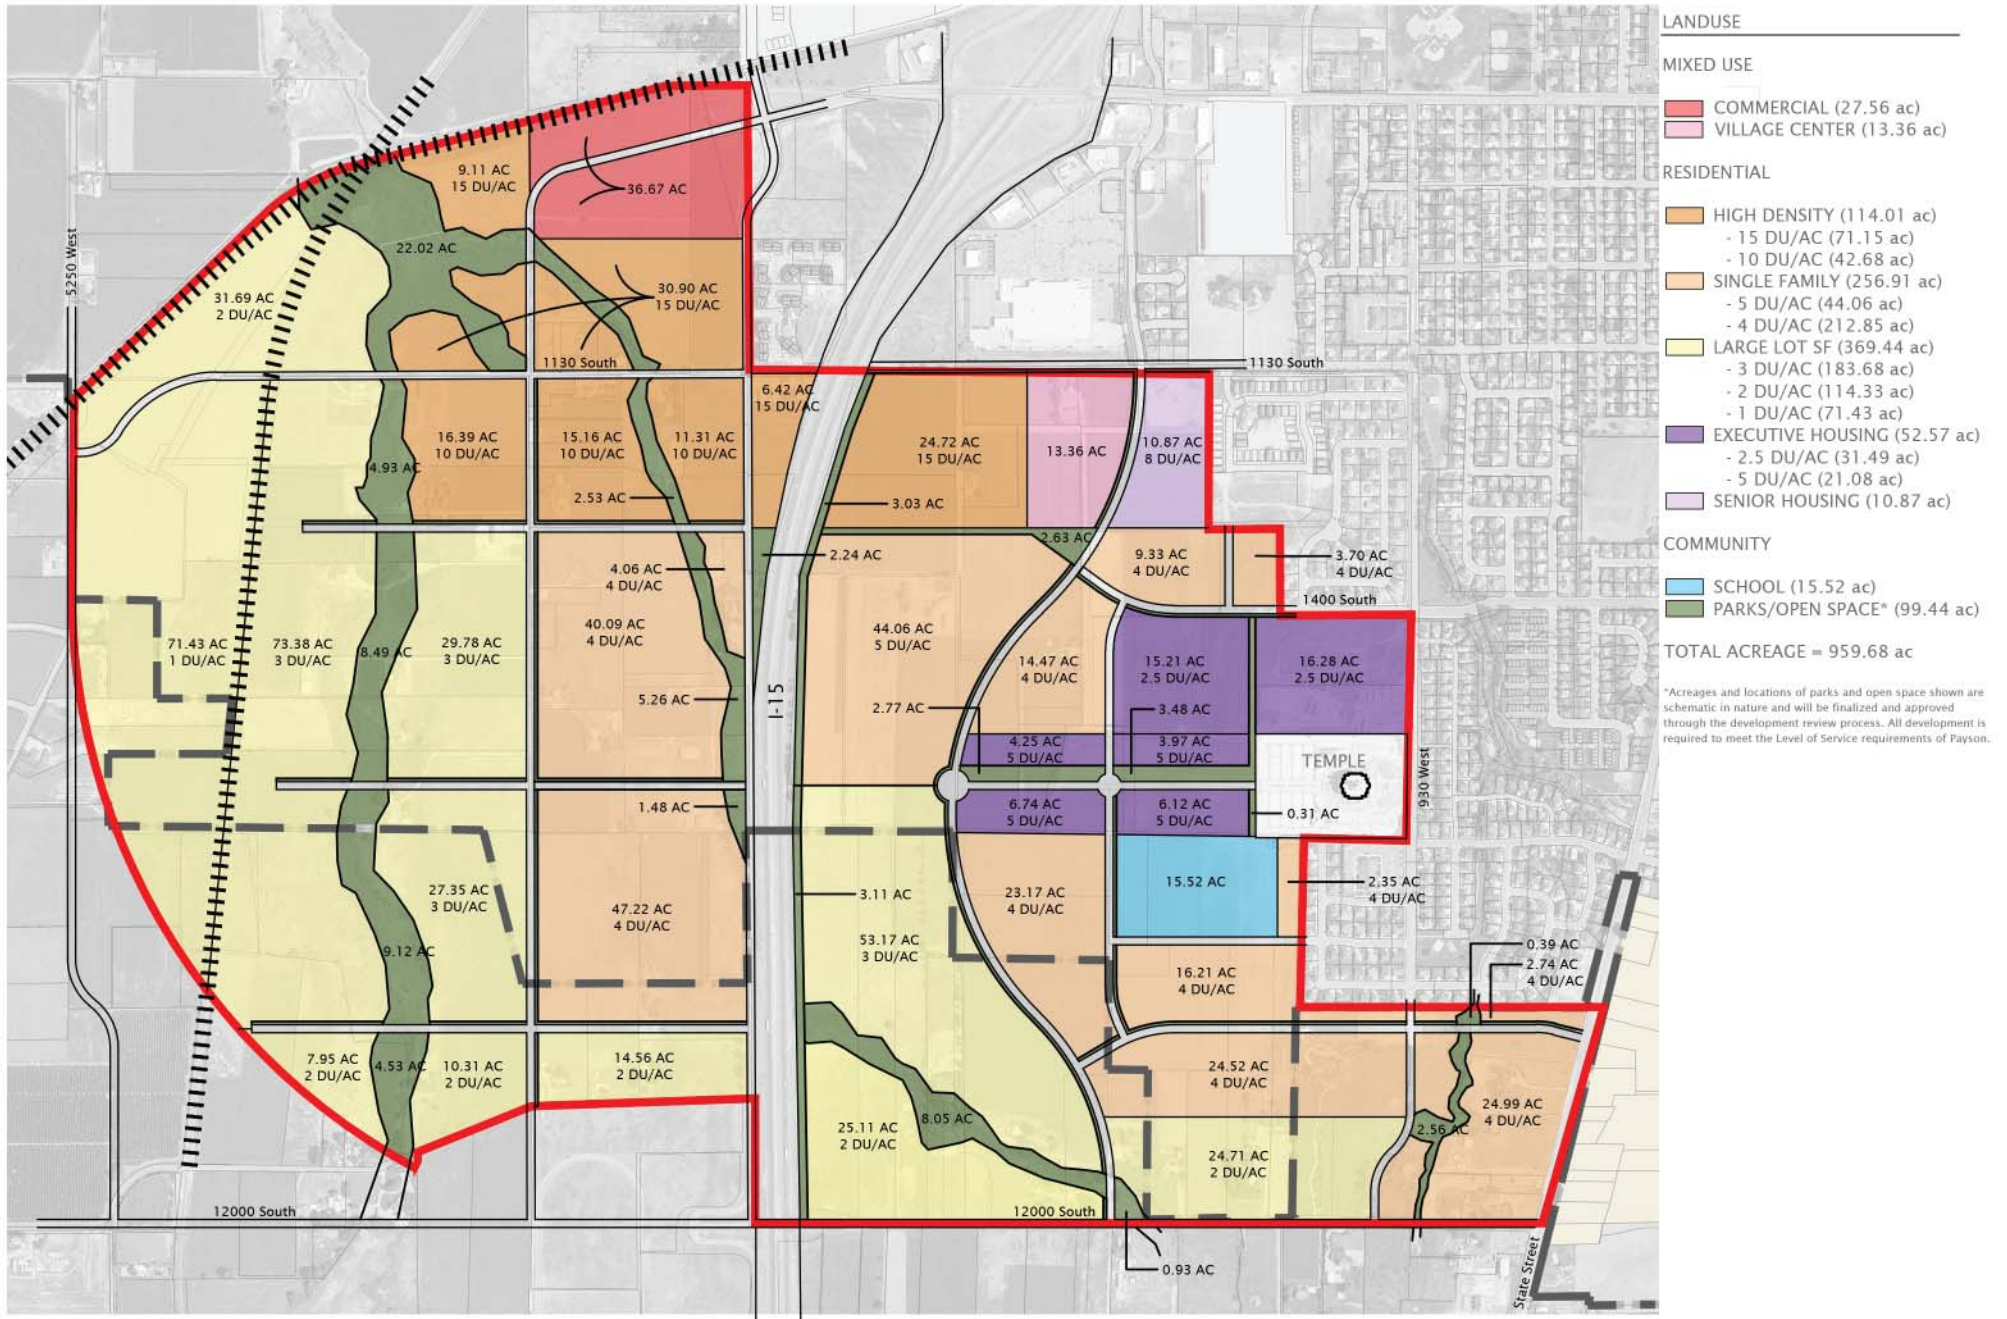 LANDUSE
MIXED USE
COMMERCIAL (27.56 ac)
VILLAGE CENTER (13.36 ac)
RESIDENTIAL
HIGH DENSITY (114.01 ac)
- 15 DU/AC (71.15 ac)
- 10 DU/AC (42.68 ac)
SINGLE FAMILY (256.91 ac)
- 5 DU/AC (44.06 ac)
- 4 DU/AC (212.85 ac)
LARGE LOT SF (369.44 ac)
- 3 DU/AC (183.68 ac)
- 2 DU/AC (114.33 ac)
- 1 DU/AC (71.43 ac)
EXECUTIVE HOUSING (52.57 ac)
- 2.5 DU/AC (31.49 ac)
- 5 DU/AC (21.08 ac)
SENIOR HOUSING (10.87 ac)
COMMUNITY
SCHOOL (15.52 ac)
PARKS/OPEN SPACE* (99.44 ac)
TOTAL ACREAGE = 959.68 ac
*Acreages and locations of parks and open space shown are
schematic in nature and will be finalized and approved
through the development review process. All development is
required to meet the Level of Service requirements of Payson.
9.11 AC
15 DU/AC
36.67 AC
5250 West
22.02 AC
31.69 AC
2 DU/AC
30.90 AC
15 DU/AC
1130 South
1130 South
6.42 AC
15 DU/AC
16.39 AC
10 DU/AC
15.16 AC
10 DU/AC
11.31 AC
10 DU/AC
24.72 AC
15 DU/AC
13.36 AC
10.87 AC
8 DU/AC
4.93 AC
2.53 AC
3.03 AC
2.63 AC
2.24 AC
9.33 AC
4 DU/AC
3.70 AC
4 DU/AC
4.06 AC
4 DU/AC
1400 South
71.43 AC
1 DU/AC
73.38 AC
3 DU/AC
8.49 AC
29.78 AC
3 DU/AC
40.09 AC
4 DU/AC
44.06 AC
5 DU/AC
14.47 AC
4 DU/AC
15.21 AC
2.5 DU/AC
16.28 AC
2.5 DU/AC
5.26 AC
I-15
2.77 AC
3.48 AC
4.25 AC
5 DU/AC
3.97 AC
5 DU/AC
TEMPLE
930 West
1.48 AC
6.74 AC
5 DU/AC
6.12 AC
5 DU/AC
0.31 AC
27.35 AC
3 DU/AC
47.22 AC
4 DU/AC
3.11 AC
23.17 AC
4 DU/AC
15.52 AC
2.35 AC
4 DU/AC
9.12 AC
53.17 AC
3 DU/AC
16.21 AC
4 DU/AC
0.39 AC
2.74 AC
4 DU/AC
7.95 AC
2 DU/AC
4.53 AC
10.31 AC
2 DU/AC
14.56 AC
2 DU/AC
24.52 AC
4 DU/AC
24.99 AC
4 DU/AC
25.11 AC
2 DU/AC
8.05 AC
2.56 AC
24.71 AC
2 DU/AC
12000 South
12000 South
0.93 AC
State Street